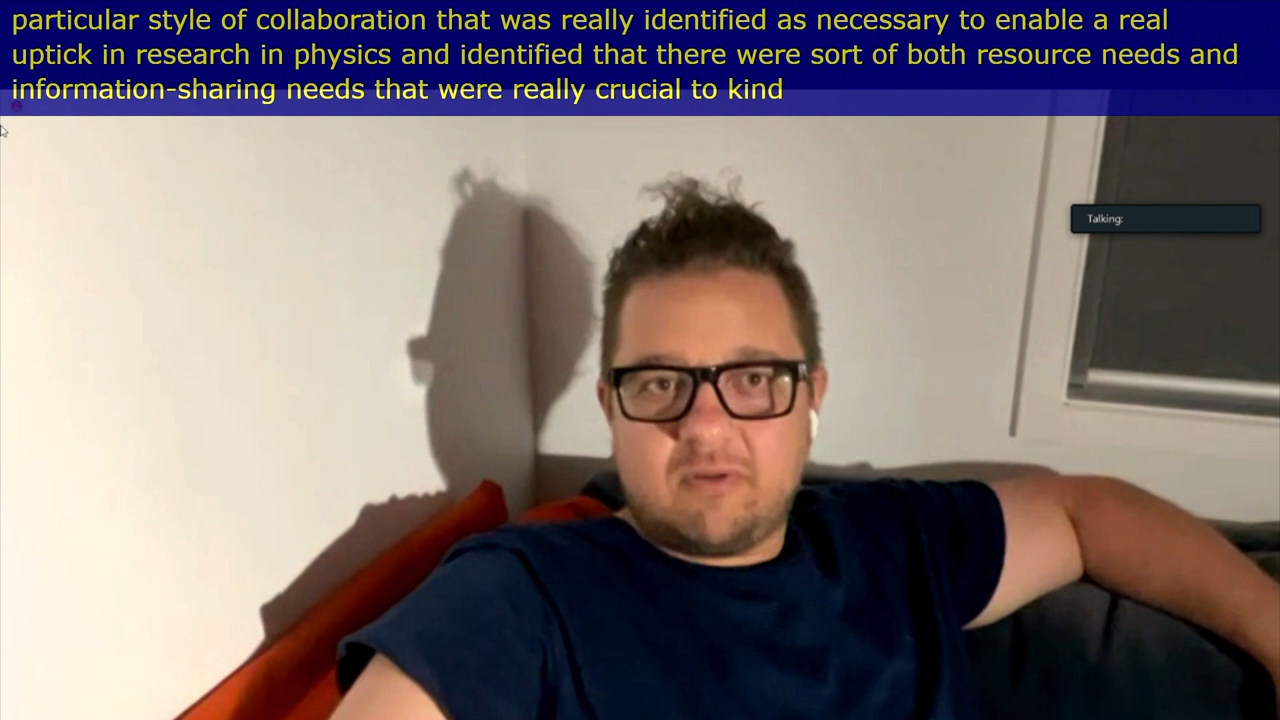 particular style of collaboration that was really identified as necessary to enable a real
uptick in research in physics and identified that there were sort of both resource needs and
information-sharing needs that were really crucial to kind
Talking: